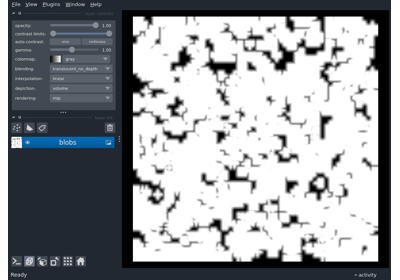 File View Plugins Window Help
opacity: 1.00
contrast limits:
auto-contrast: once continuous
gamma: 1.00
colormap: gray
blending: translucent_no_depth
interpolation: linear
depiction: volume
rendering: mip
blobs
Ready
activity